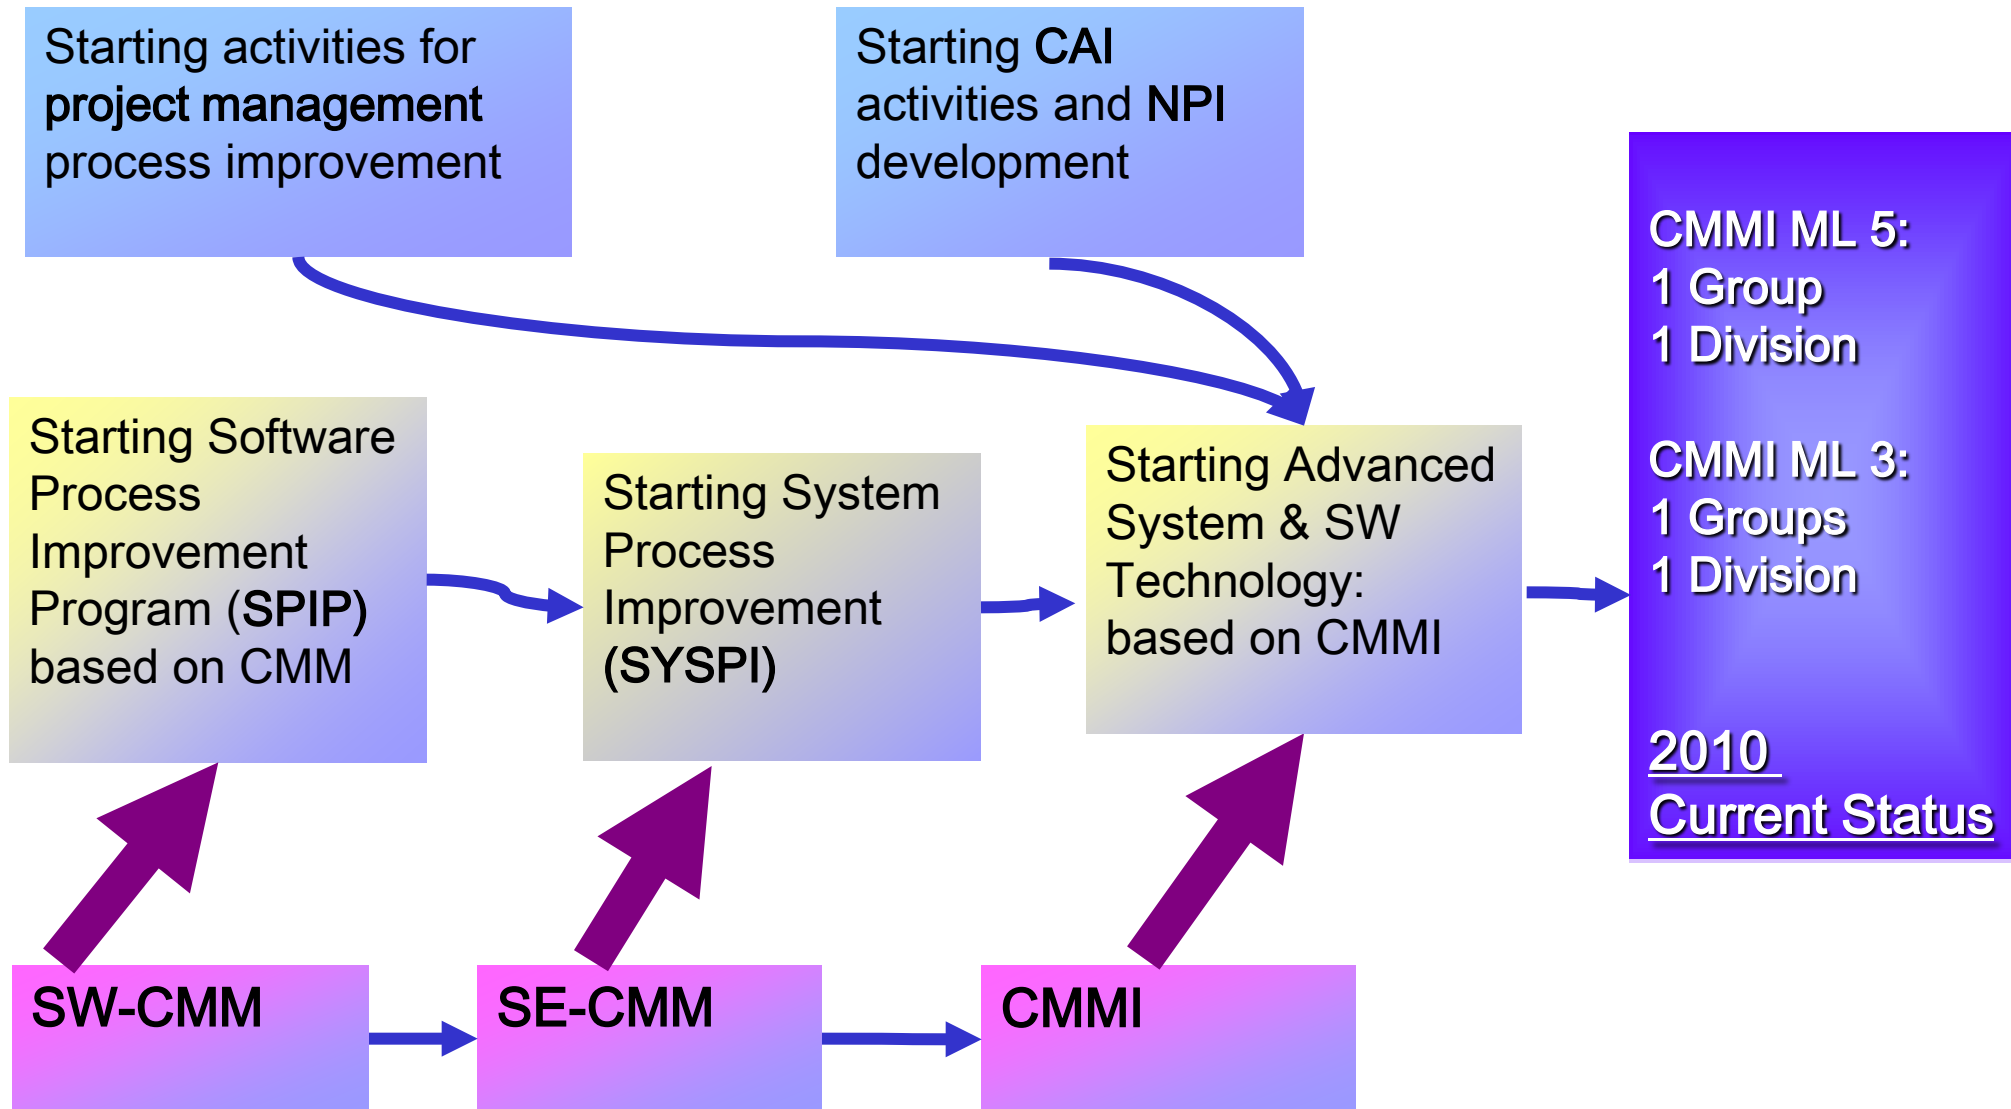 Starting activities for
project management
process improvement
Starting CAI
activities and NPI
development
Starting Software
Process
Improvement
Program (SPIP)
based on CMM
Starting System
Process
Improvement
(SYSPI)
Starting Advanced
System & SW
Technology:
based on CMMI
CMMI ML 5:
1 Group
1 Division
CMMI ML 3:
1 Groups
1 Division
2010
Current Status
SW-CMM
SE-CMM
CMMI